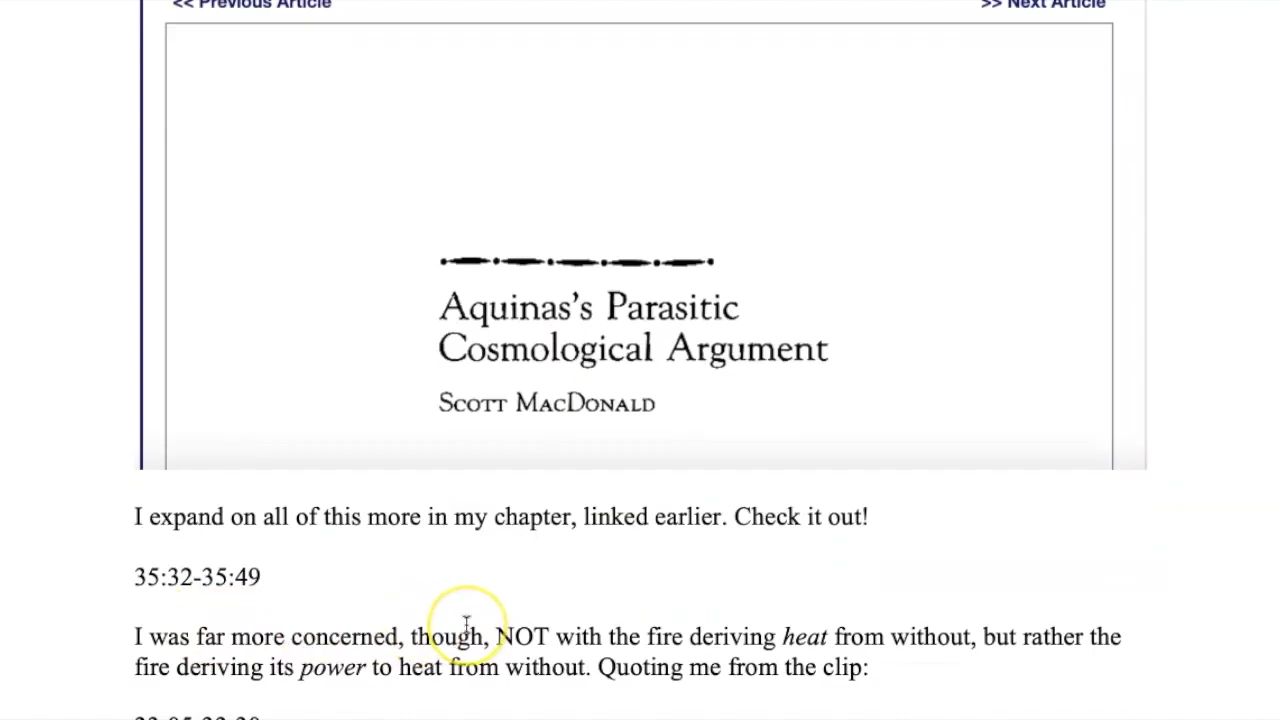 << Previous Article
>> Next Article
Aquinas's Parasitic
Cosmological Argument
Scott MacDonald
I expand on all of this more in my chapter, linked earlier. Check it out!
35:32-35:49
I was far more concerned, though, NOT with the fire deriving heat from without, but rather the
fire deriving its power to heat from without. Quoting me from the clip: